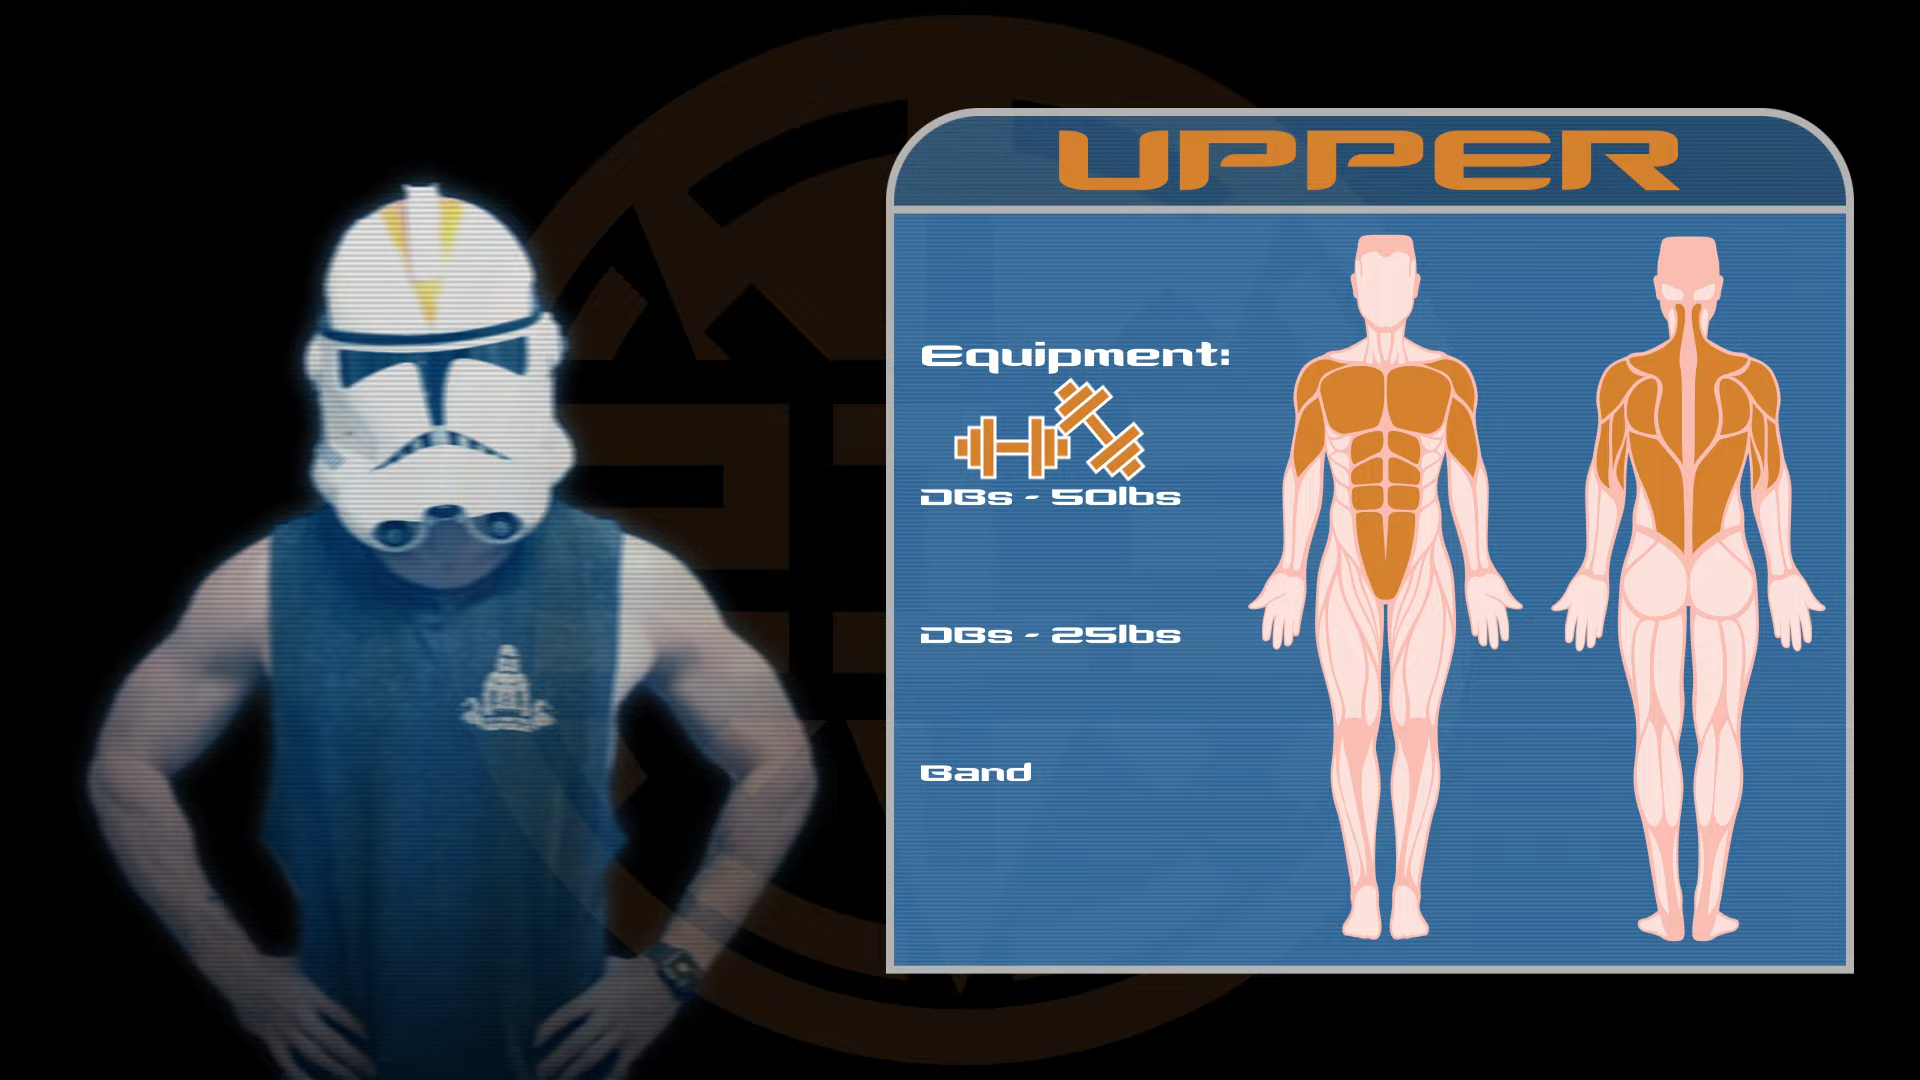 UPPER
Equipment:
DBs - 50lbs
DBs - 25lbs
Band